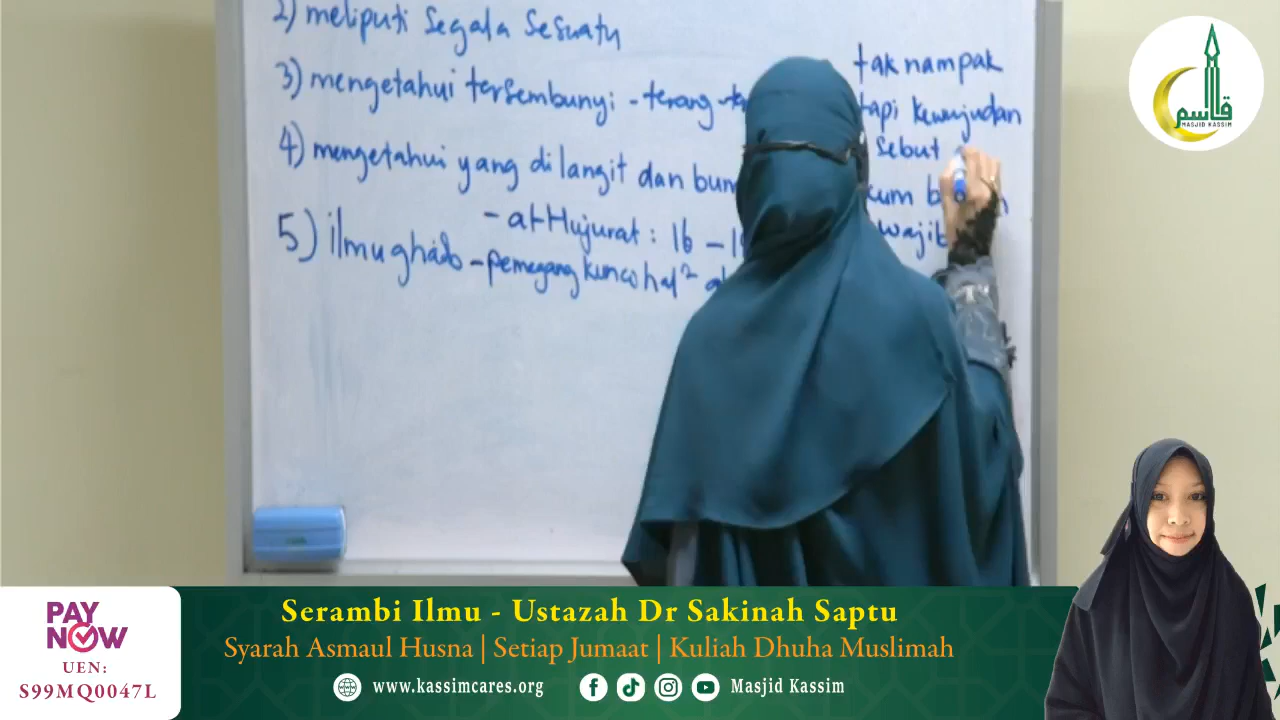 2) meliputi segala sesuatu
3) mengetahui tersembunyi - terang-
4) mengetahui yang di langit dan bum
- al-Hujurat : 16 -
5) ilmu ghaib - pemegang kunci hal²
tak nampak
tapi kewujudan
sebut
wajib
قاسم
MASJID KASSIM
PAY NOW
UEN:
S99MQ0047L
Serambi Ilmu - Ustazah Dr Sakinah Saptu
Syarah Asmaul Husna | Setiap Jumaat | Kuliah Dhuha Muslimah
www.kassimcares.org
Masjid Kassim